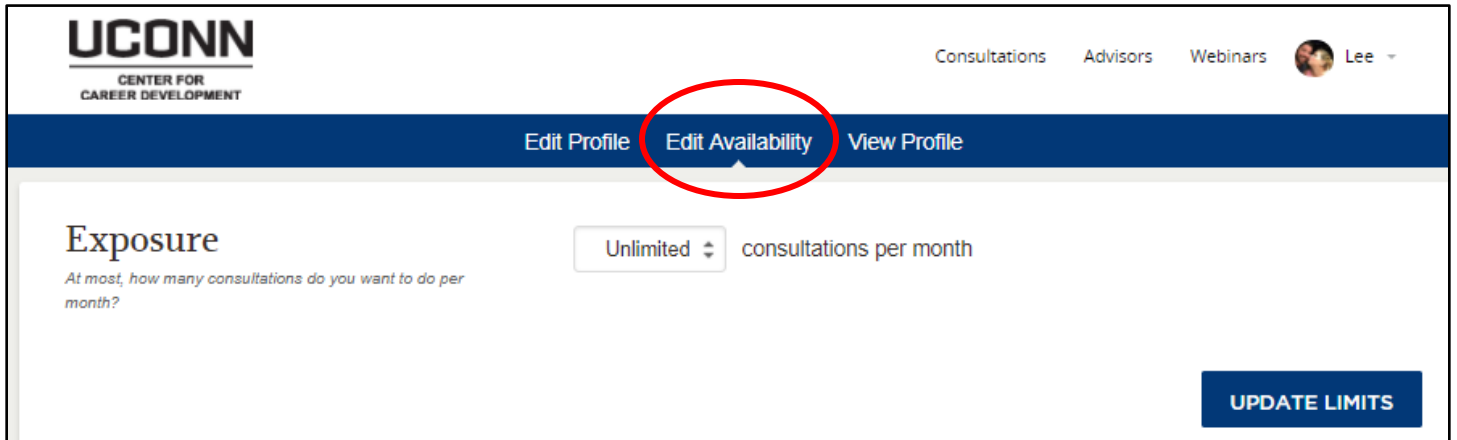 UCONN
CENTER FOR
CAREER DEVELOPMENT
Consultations Advisors Webinars Lee
Edit Profile Edit Availability View Profile
Exposure
At most, how many consultations do you want to do per
month?
Unlimited consultations per month
UPDATE LIMITS